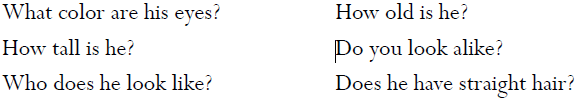 What color are his eyes?
How old is he?
How tall is he?
Do you look alike?
Who does he look like?
Does he have straight hair?